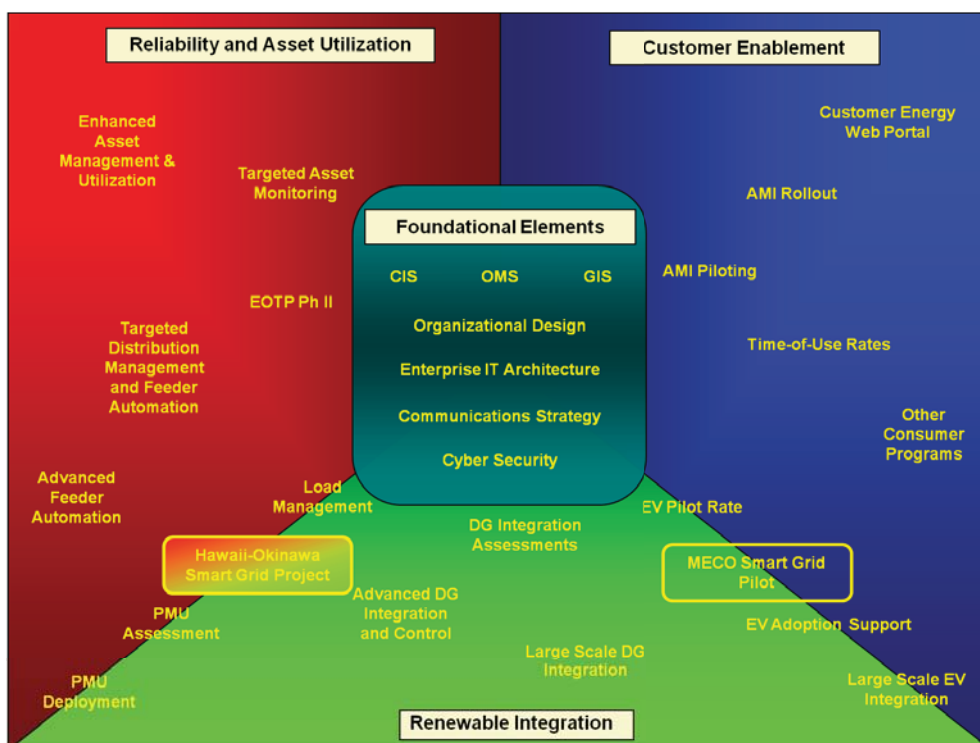 Reliability and Asset Utilization
Customer Enablement
Enhanced
Asset
Management &
Utilization
Targeted Asset
Monitoring
EOTP Ph II
Targeted
Distribution
Management
and Feeder
Automation
Advanced
Feeder
Automation
Load
Management
Hawaii-Okinawa
Smart Grid Project
PMU
Assessment
PMU
Deployment
Foundational Elements
CIS OMS GIS
Organizational Design
Enterprise IT Architecture
Communications Strategy
Cyber Security
Customer Energy
Web Portal
AMI Rollout
AMI Piloting
Time-of-Use Rates
Other
Consumer
Programs
EV Pilot Rate
MECO Smart Grid
Pilot
EV Adoption Support
Large Scale EV
Integration
DG Integration
Assessments
Advanced DG
Integration
and Control
Large Scale DG
Integration
Renewable Integration